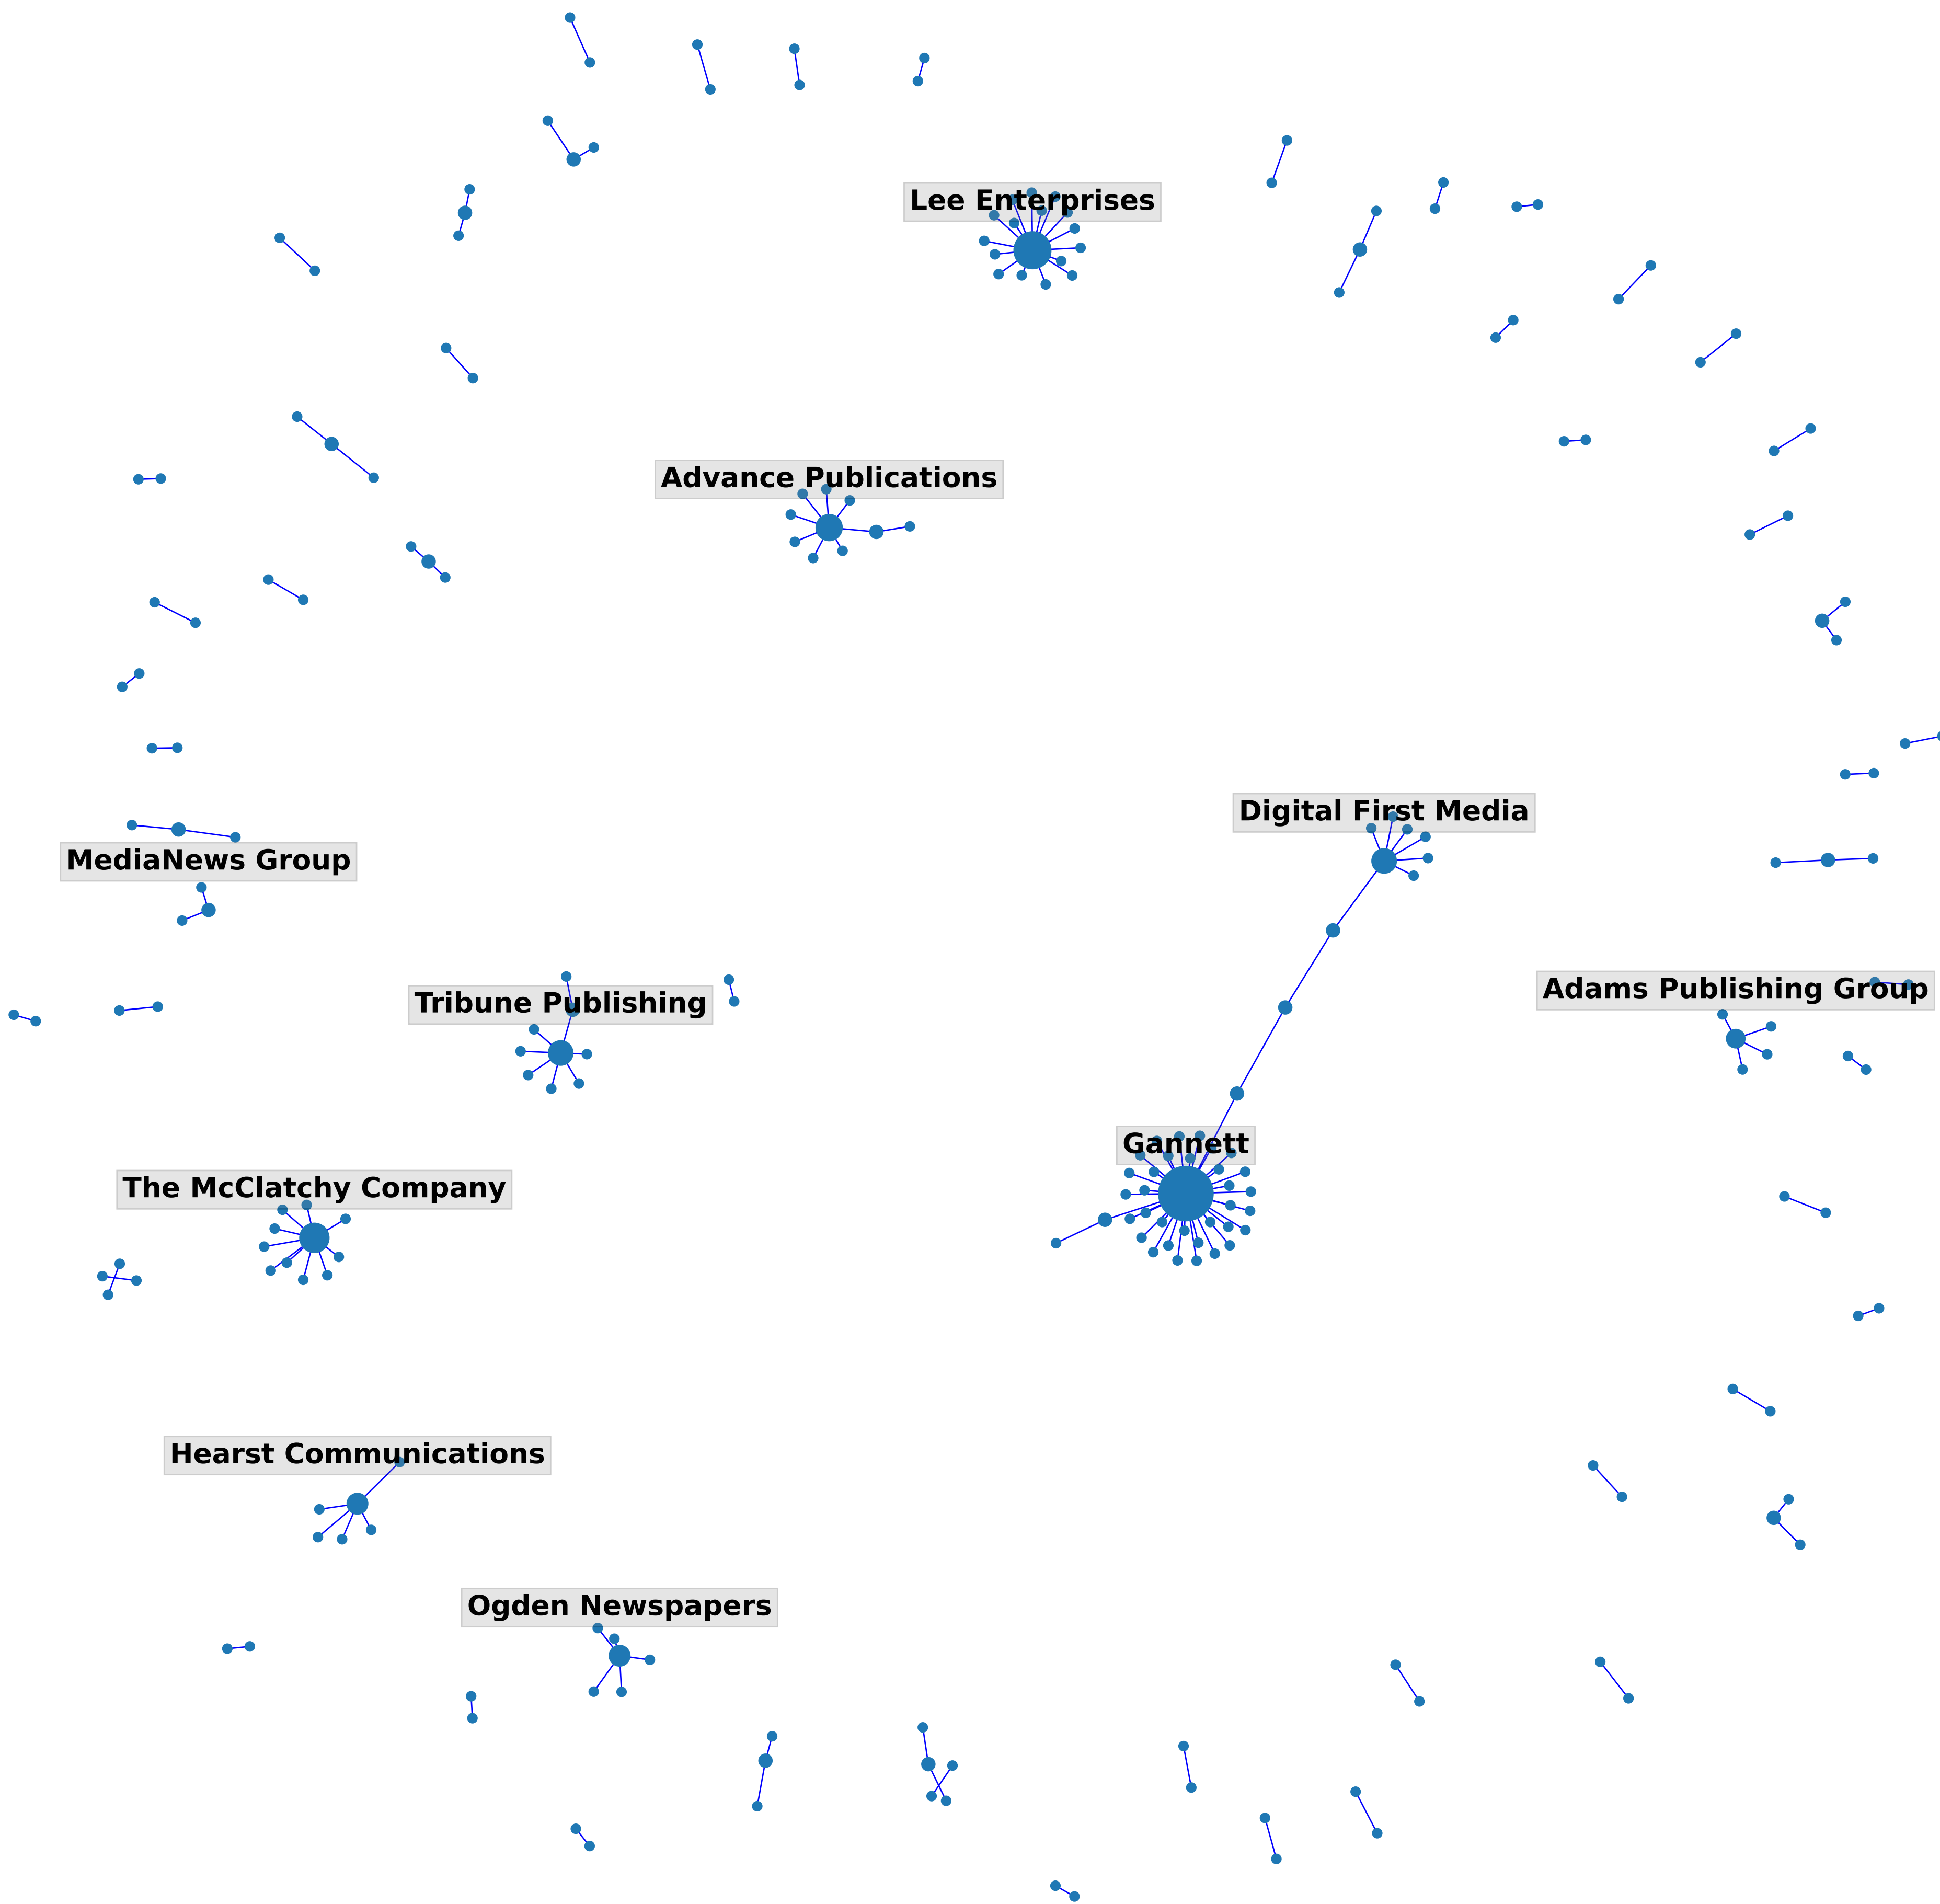 Lee Enterprises
Advance Publications
Digital First Media
MediaNews Group
Adams Publishing Group
Tribune Publishing
Gannett
The McClatchy Company
Hearst Communications
Ogden Newspapers